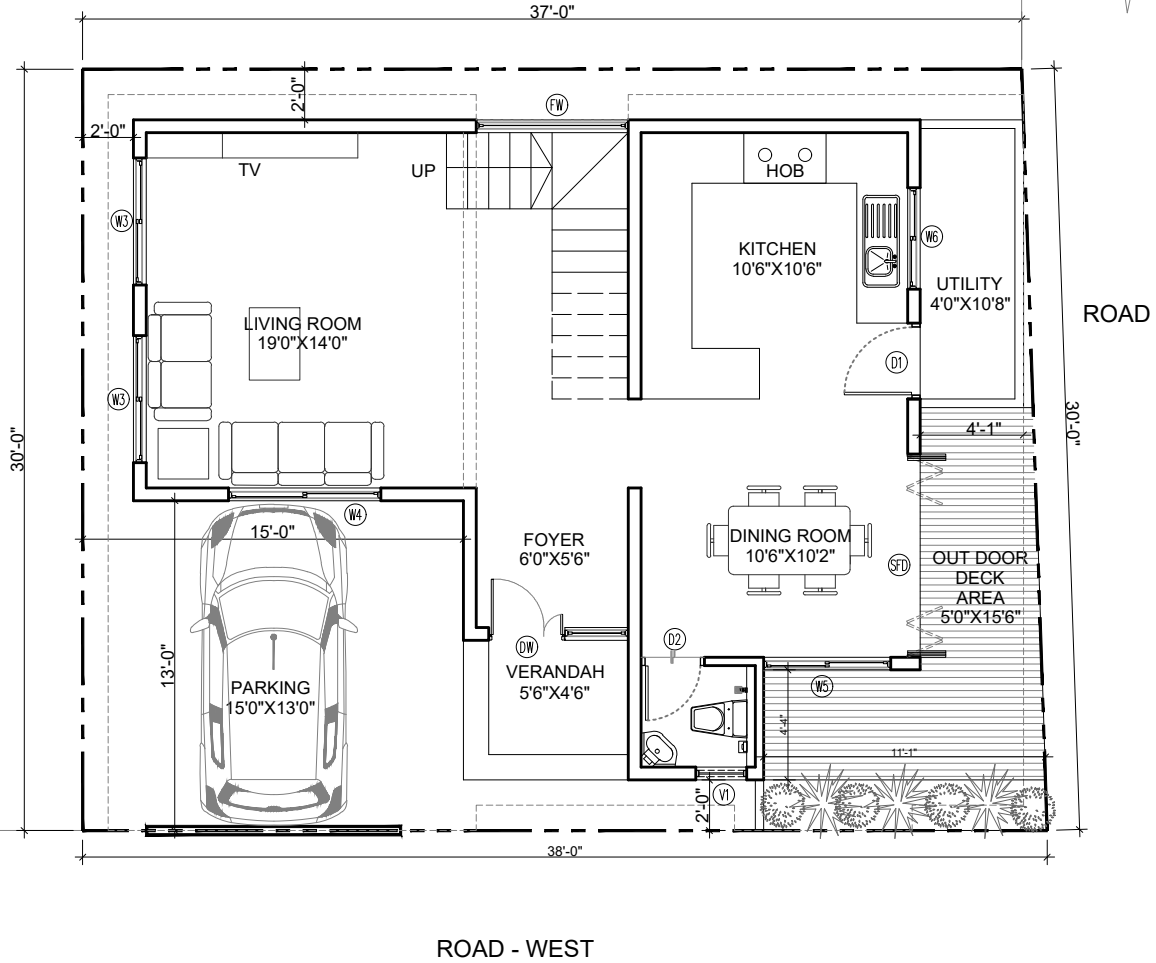 37'-0"
2'-0"
FW
2'-0"
TV
UP
HOB
W3
W6
KITCHEN
10'6"X10'6"
UTILITY
4'0"X10'8"
ROAD
LIVING ROOM
19'0"X14'0"
D1
W3
30'-0"
4'-1"
30'-0"
W4
15'-0"
FOYER
6'0"X5'6"
DINING ROOM
10'6"X10'2"
SFD
OUT DOOR
DECK
AREA
5'0"X15'6"
DW
D2
13'-0"
VERANDAH
5'6"X4'6"
W5
PARKING
15'0"X13'0"
4'-4"
11'-1"
V1
2'-0"
38'-0"
ROAD - WEST